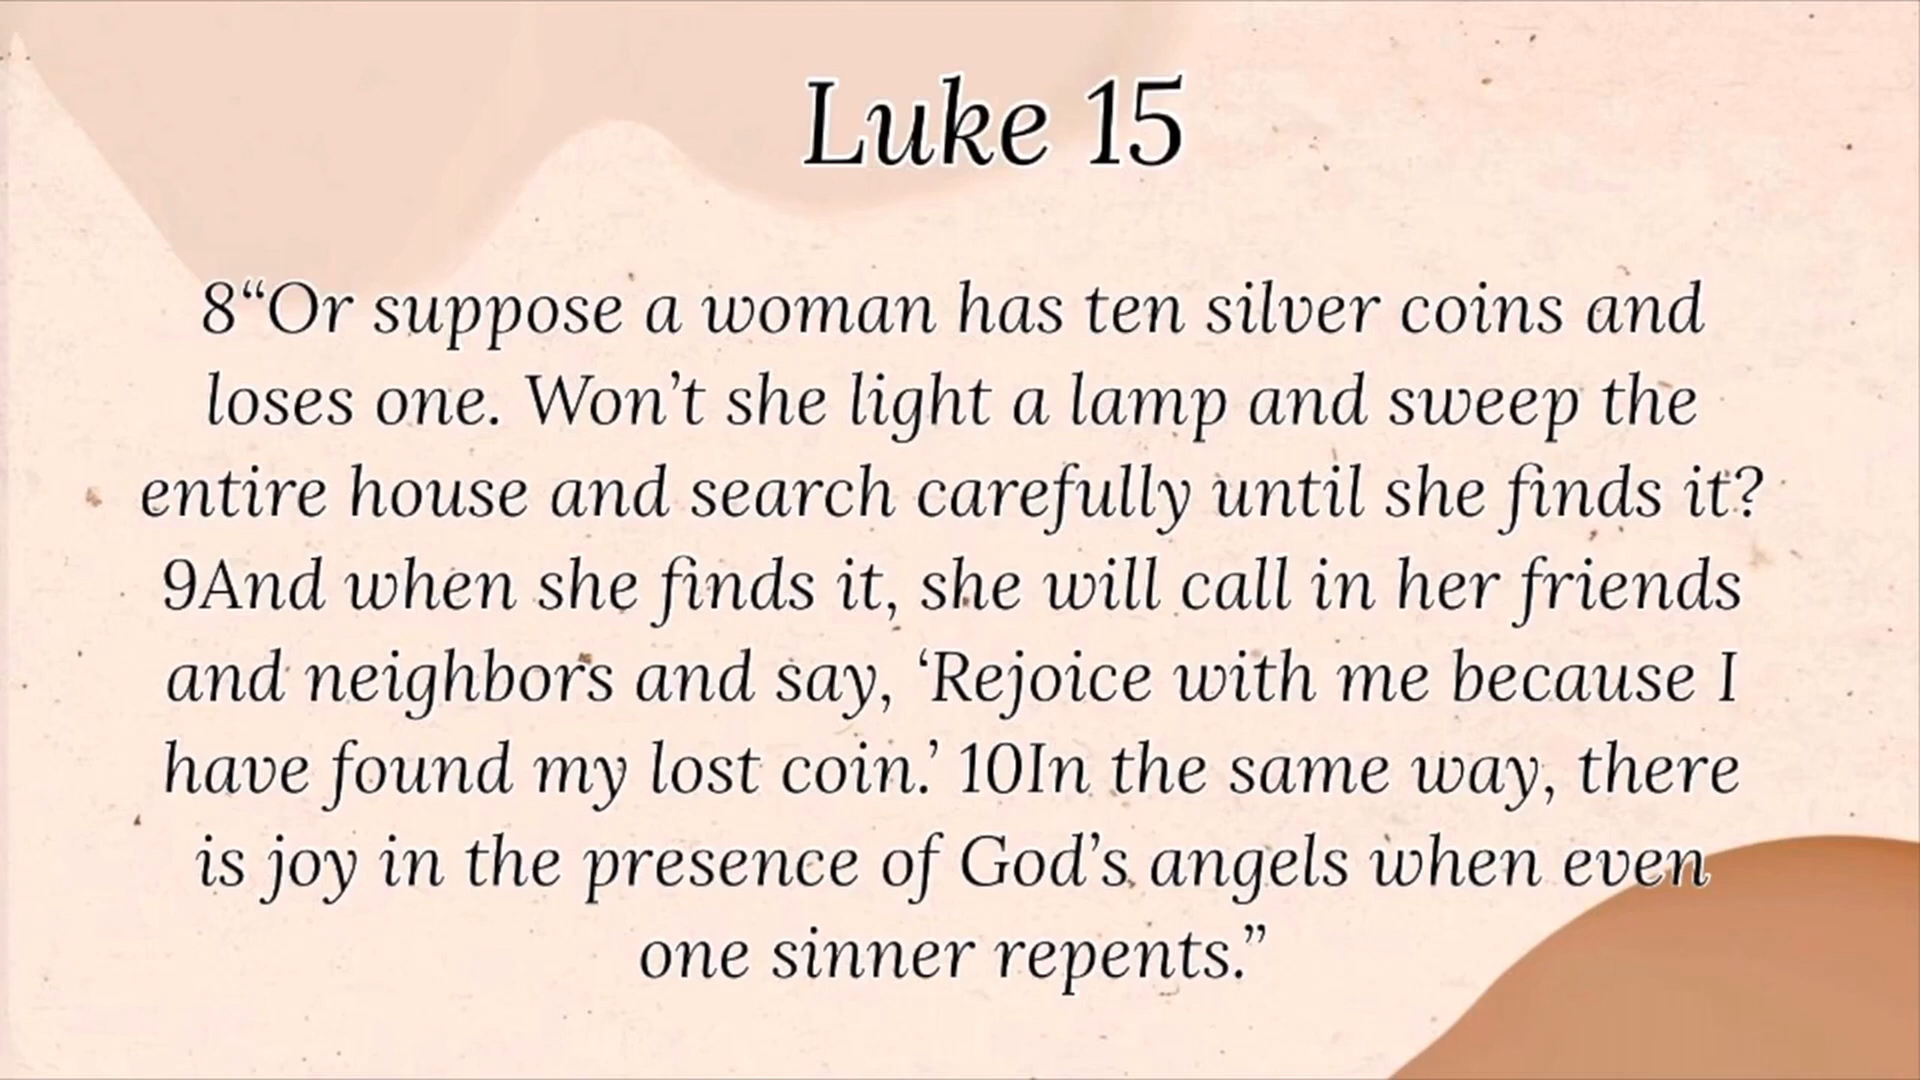 Luke 15
8“Or suppose a woman has ten silver coins and
loses one. Won’t she light a lamp and sweep the
entire house and search carefully until she finds it?
9And when she finds it, she will call in her friends
and neighbors and say, ‘Rejoice with me because I
have found my lost coin.’ 10In the same way, there
is joy in the presence of God’s angels when even
one sinner repents.”